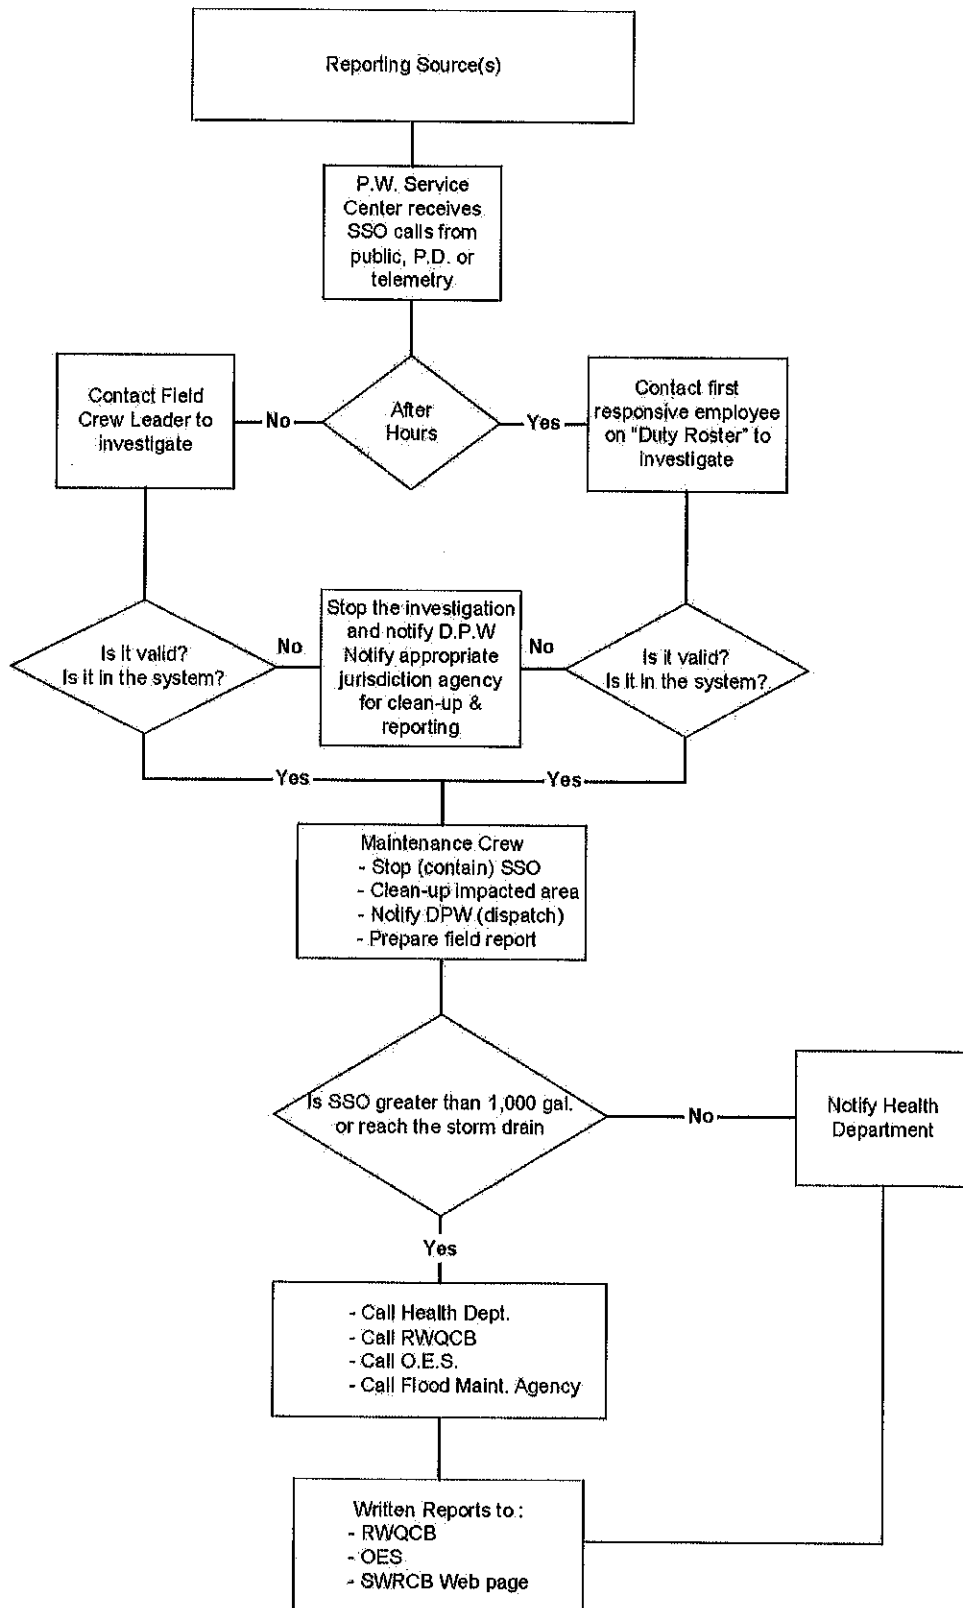 Reporting Source(s)
P.W. Service
Center receives
SSO calls from
public, P.D. or
telemetry
Contact Field
Crew Leader to
investigate
No
After
Hours
Yes
Contact first
responsive employee
on "Duty Roster" to
Investigate
Is it valid?
Is it in the system?
No
Stop the investigation
and notify D.P.W
Notify appropriate
jurisdiction agency
for clean-up &
reporting
No
Is it valid?
Is it in the system?
Yes
Yes
Maintenance Crew
- Stop (contain) SSO
- Clean-up impacted area
- Notify DPW (dispatch)
- Prepare field report
Is SSO greater than 1,000 gal.
or reach the storm drain
No
Notify Health
Department
Yes
- Call Health Dept.
- Call RWQCB
- Call O.E.S.
- Call Flood Maint. Agency
Written Reports to :
- RWQCB
- OES
- SWRCB Web page